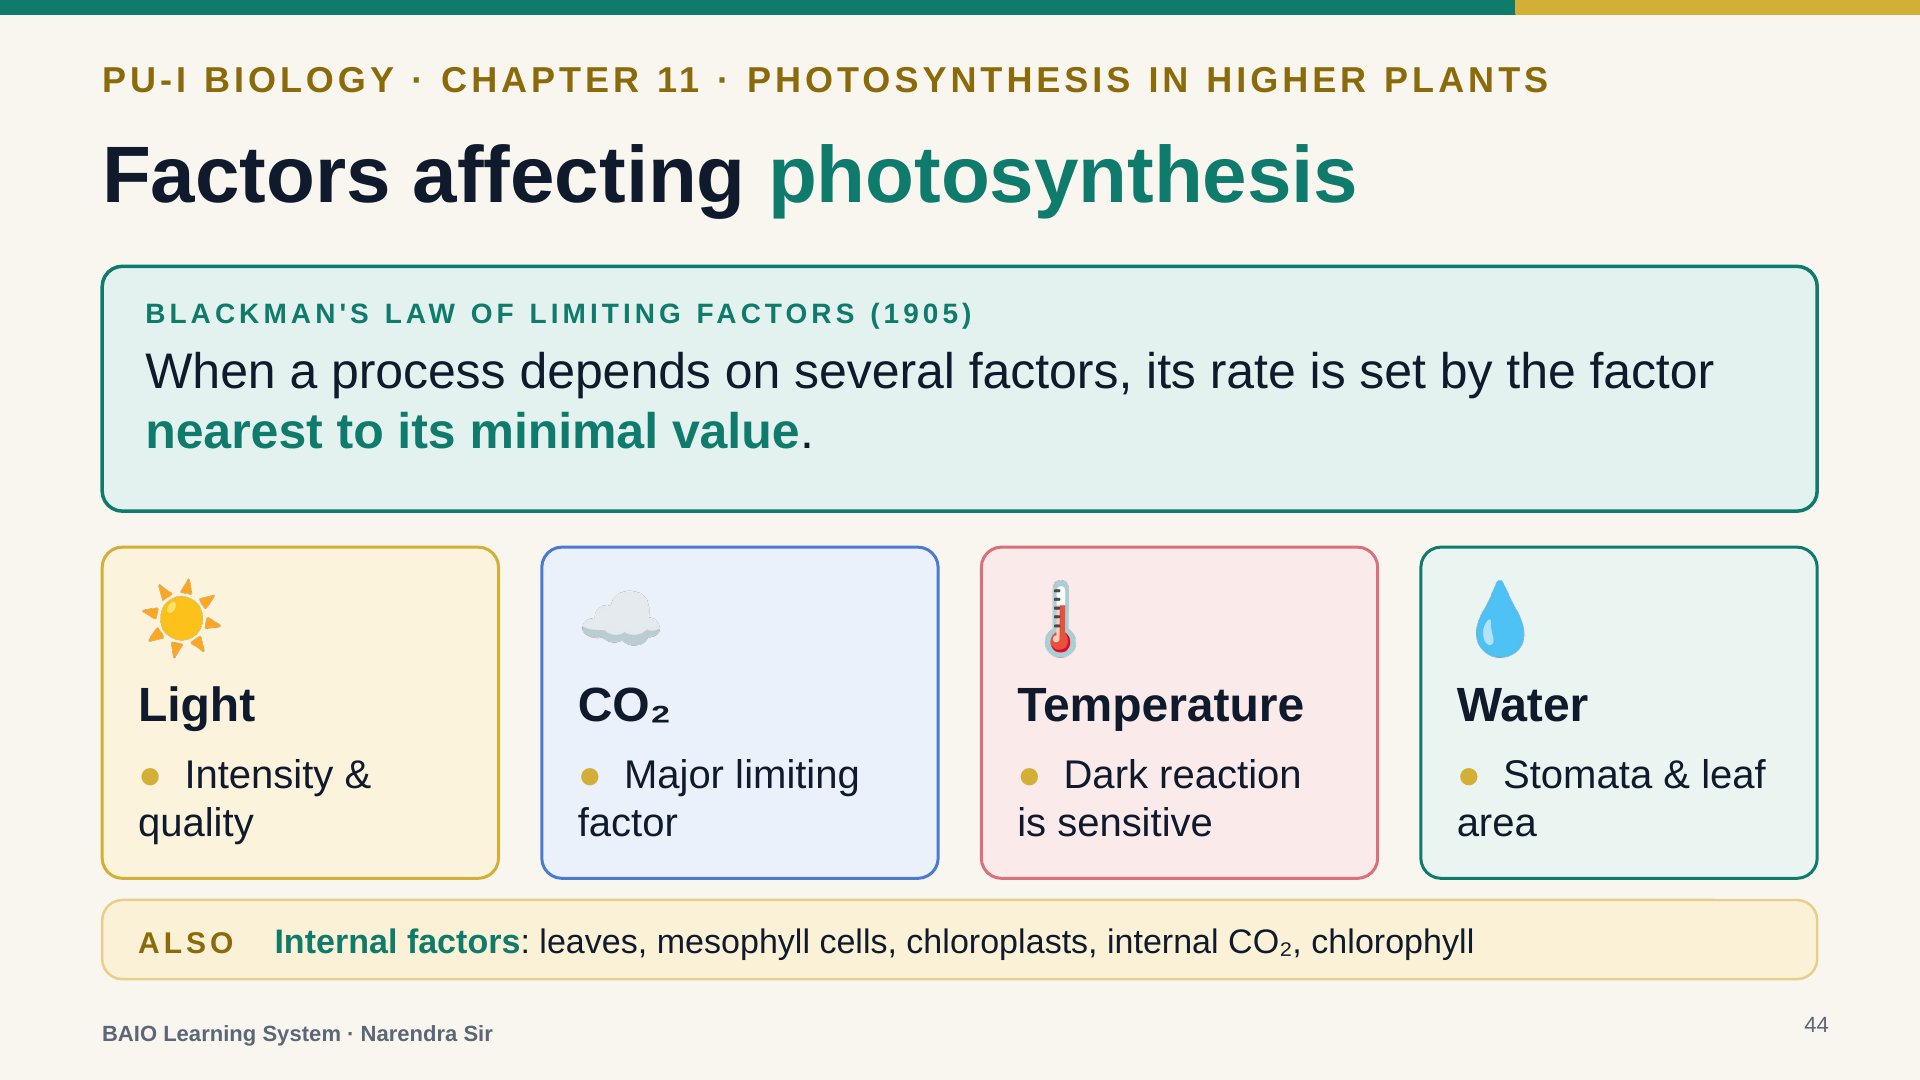 PU-I BIOLOGY · CHAPTER 11 · PHOTOSYNTHESIS IN HIGHER PLANTS
Factors affecting photosynthesis
BLACKMAN'S LAW OF LIMITING FACTORS (1905)
When a process depends on several factors, its rate is set by the factor
nearest to its minimal value.
Light
● Intensity &
quality
CO₂
● Major limiting
factor
Temperature
● Dark reaction
is sensitive
Water
● Stomata & leaf
area
ALSO Internal factors: leaves, mesophyll cells, chloroplasts, internal CO₂, chlorophyll
BAIO Learning System · Narendra Sir
44